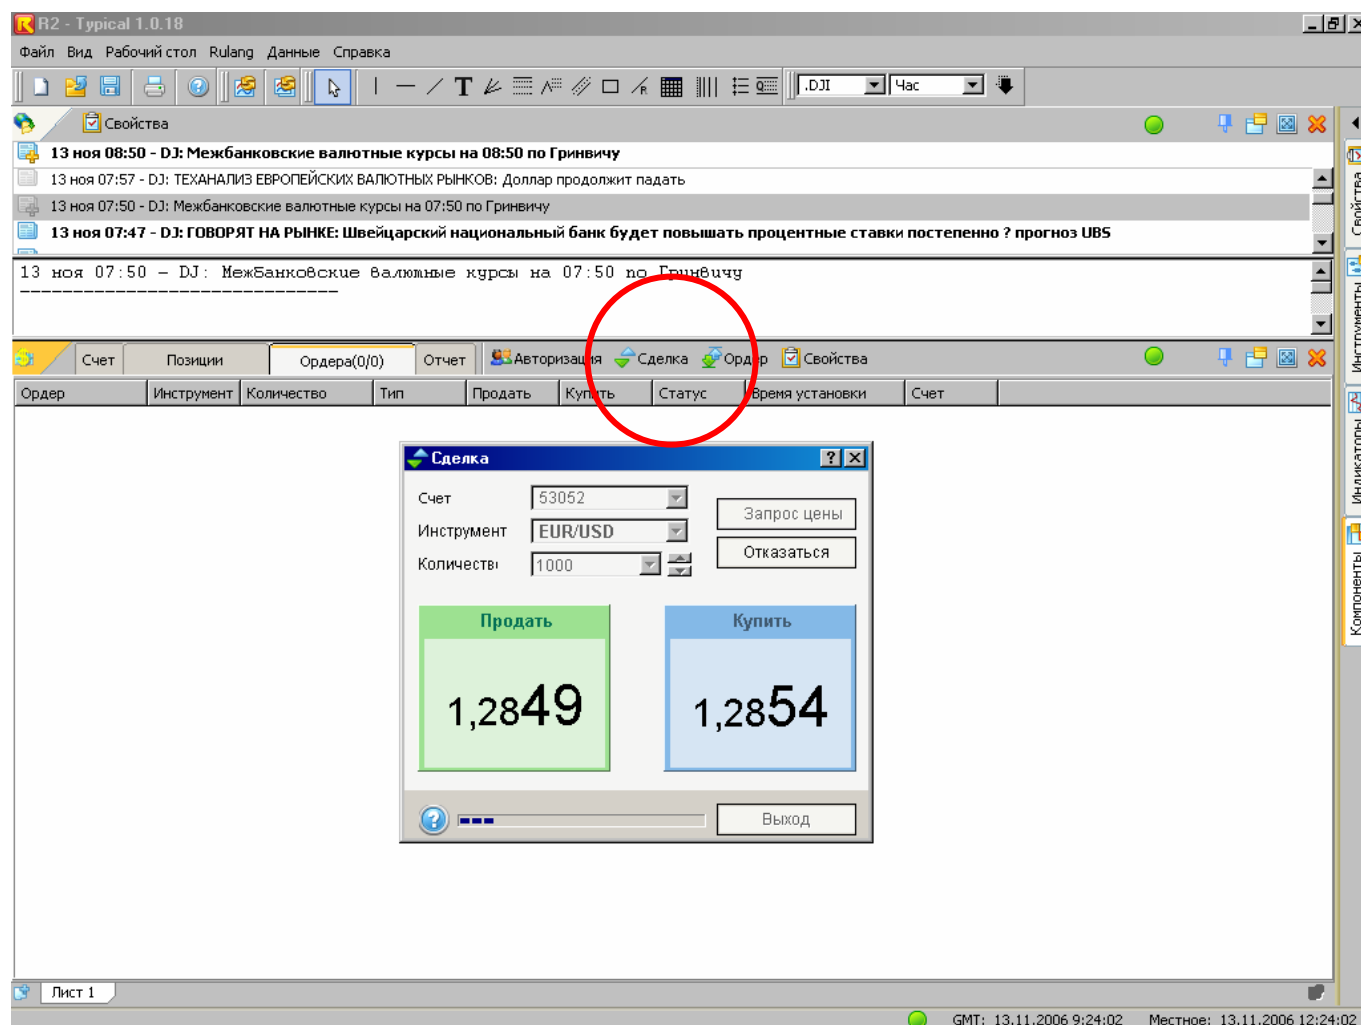 R2 - Typical 1.0.18
Файл Вид Рабочий стол Rulang Данные Справка
.DJI Час
Свойства
13 ноя 08:50 - DJ: Межбанковские валютные курсы на 08:50 по Гринвичу
13 ноя 07:57 - DJ: ТЕХАНАЛИЗ ЕВРОПЕЙСКИХ ВАЛЮТНЫХ РЫНКОВ: Доллар продолжит падать
13 ноя 07:50 - DJ: Межбанковские валютные курсы на 07:50 по Гринвичу
13 ноя 07:47 - DJ: ГОВОРЯТ НА РЫНКЕ: Швейцарский национальный банк будет повышать процентные ставки постепенно ? прогноз UBS
13 ноя 07:50 - DJ: Межбанковские валютные курсы на 07:50 по Гринвичу
------------------------------
Счет Позиции Ордера(0/0) Отчет Авторизация Сделка Ордер Свойства
Ордер Инструмент Количество Тип Продать Купить Статус Время установки Счет
Сделка
Счет 53052
Запрос цены
Инструмент EUR/USD
Отказаться
Количество 1000
Продать Купить
1,2849 1,2854
Выход
Лист 1
GMT: 13.11.2006 9:24:02 Местное: 13.11.2006 12:24:02
Свойства
Инструменты
Индикаторы
Компоненты